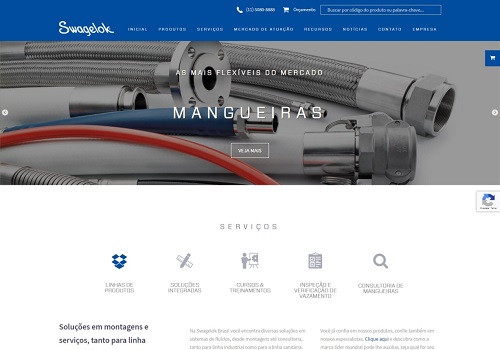 (11) 5080-8888
Orçamento
Buscar por código do produto ou palavra chave...
Swagelok
INICIAL PRODUTOS SERVIÇOS MERCADO DE ATUAÇÃO RECURSOS NOTÍCIAS CONTATO EMPRESA
AS MAIS FLEXÍVEIS DO MERCADO
MANGUEIRAS
VEJA MAIS
SERVIÇOS
LINHAS DE
PRODUTOS
SOLUÇÕES
INTEGRADAS
CURSOS &
TREINAMENTOS
INSPEÇÃO E
VERIFICAÇÃO DE
VAZAMENTO
CONSULTORIA DE
MANGUEIRAS
Soluções em montagens e
serviços, tanto para linha
Na Swagelok Brasil você encontra diversas soluções em
sistemas de fluidos, desde montagens até consultoria,
tanto para linha industrial como para a linha sanitária.
Você já confia em nossos produtos, confie também em
nossos especialistas. Clique aqui e descubra como a
marca líder mundial pode lhe auxiliar, seja qual for seu